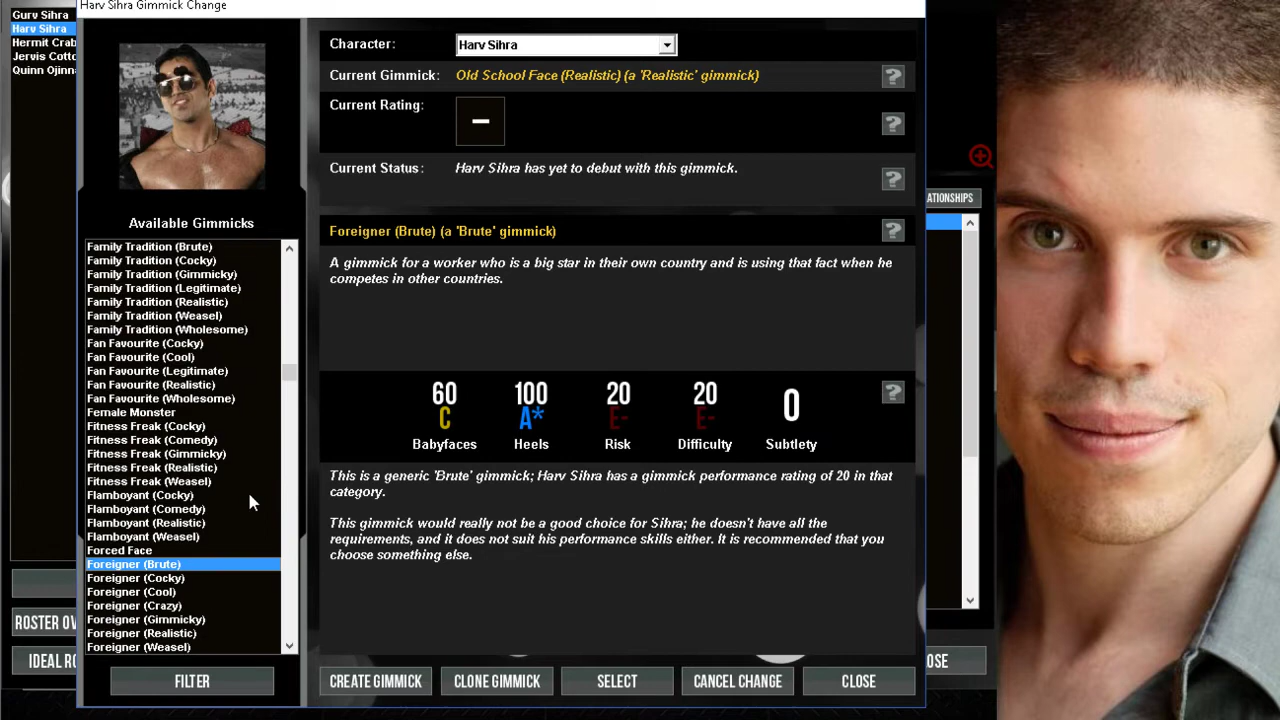 Harv Sihra Gimmick Change
Gurv Sihra
Harv Sihra
Hermit Crab
Jervis Cotto
Quinn Ojinn
Character:
Harv Sihra
Current Gimmick:
Old School Face (Realistic) (a 'Realistic' gimmick)
?
Current Rating:
–
?
Current Status:
Harv Sihra has yet to debut with this gimmick.
?
ATIONSHIPS
Available Gimmicks
Family Tradition (Brute)
Family Tradition (Cocky)
Family Tradition (Gimmicky)
Family Tradition (Legitimate)
Family Tradition (Realistic)
Family Tradition (Weasel)
Family Tradition (Wholesome)
Fan Favourite (Cocky)
Fan Favourite (Cool)
Fan Favourite (Legitimate)
Fan Favourite (Realistic)
Fan Favourite (Wholesome)
Female Monster
Fitness Freak (Cocky)
Fitness Freak (Comedy)
Fitness Freak (Gimmicky)
Fitness Freak (Realistic)
Fitness Freak (Weasel)
Flamboyant (Cocky)
Flamboyant (Comedy)
Flamboyant (Realistic)
Flamboyant (Weasel)
Forced Face
Foreigner (Brute)
Foreigner (Cocky)
Foreigner (Cool)
Foreigner (Crazy)
Foreigner (Gimmicky)
Foreigner (Realistic)
Foreigner (Weasel)
Foreigner (Brute) (a 'Brute' gimmick)
?
A gimmick for a worker who is a big star in their own country and is using that fact when he
competes in other countries.
60 100 20 20 0
C A* E- E-
?
Babyfaces Heels Risk Difficulty Subtlety
This is a generic 'Brute' gimmick; Harv Sihra has a gimmick performance rating of 20 in that
category.
This gimmick would really not be a good choice for Sihra; he doesn't have all the
requirements, and it does not suit his performance skills either. It is recommended that you
choose something else.
ROSTER OV
IDEAL RO
FILTER
CREATE GIMMICK
CLONE GIMMICK
SELECT
CANCEL CHANGE
CLOSE
OSE